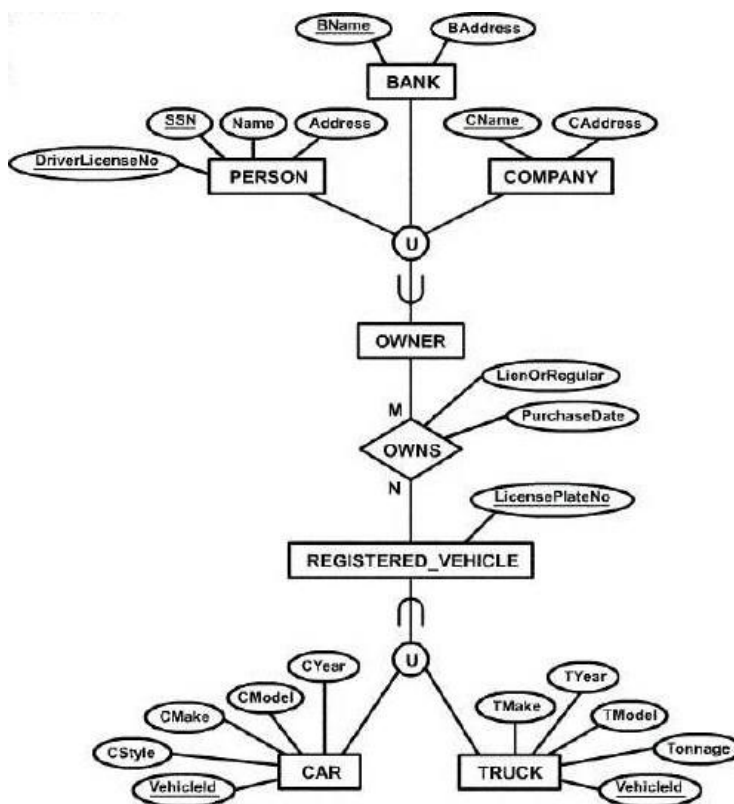 BName
BAddress
BANK
SSN
Name
Address
CName
CAddress
DriverLicenseNo
PERSON
COMPANY
U
OWNER
LienOrRegular
M
PurchaseDate
OWNS
N
LicensePlateNo
REGISTERED_VEHICLE
U
CYear
TYear
CModel
TMake
CMake
TModel
CStyle
Tonnage
CAR
TRUCK
VehicleId
VehicleId